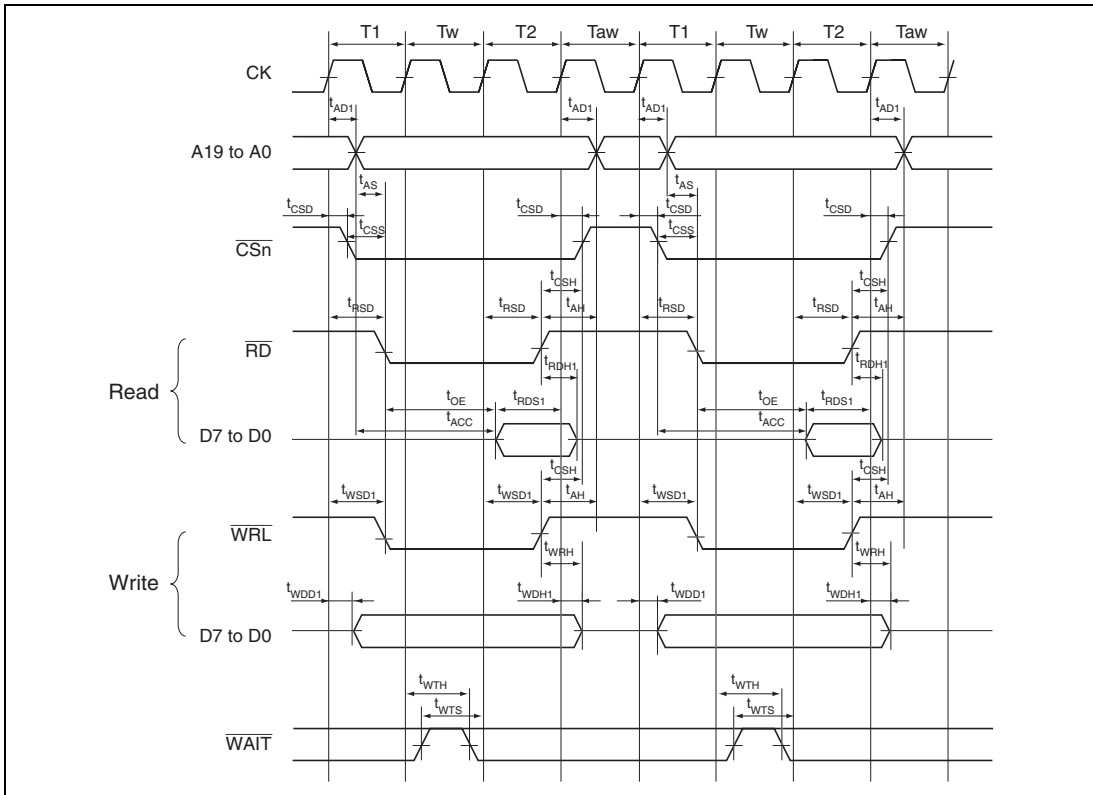 T1 Tw T2 Taw T1 Tw T2 Taw
CK
tAD1 tAD1 tAD1 tAD1
A19 to A0
tAS tAS
tCSD tCSD tCSD tCSD
tCSS tCSS
CSn
tCSH tCSH
tRSD tRSD tAH tRSD tRSD tAH
RD
tRDH1 tRDH1
Read
tOE tRDS1 tOE tRDS1
tACC tACC
D7 to D0
tCSH tCSH
tWSD1 tWSD1 tAH tWSD1 tWSD1 tAH
WRL
tWRH tWRH
Write
tWDD1 tWDH1 tWDD1 tWDH1
D7 to D0
tWTH tWTH
tWTS tWTS
WAIT